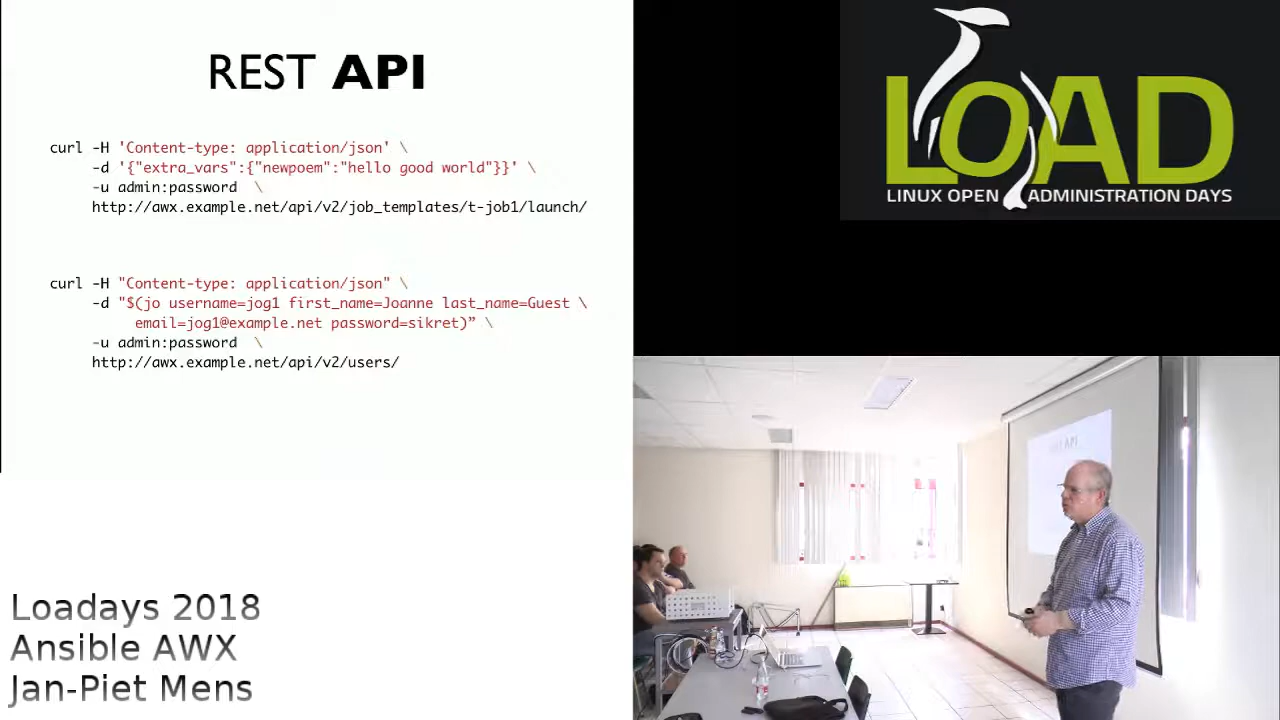 REST API
curl -H 'Content-type: application/json' \
-d '{"extra_vars":{"newpoem":"hello good world"}}' \
-u admin:password \
http://awx.example.net/api/v2/job_templates/t-job1/launch/
curl -H "Content-type: application/json" \
-d "$(jo username=jog1 first_name=Joanne last_name=Guest \
email=jog1@example.net password=sikret)” \
-u admin:password \
http://awx.example.net/api/v2/users/
LOAD
LINUX OPEN ADMINISTRATION DAYS
API
Loadays 2018
Ansible AWX
Jan-Piet Mens